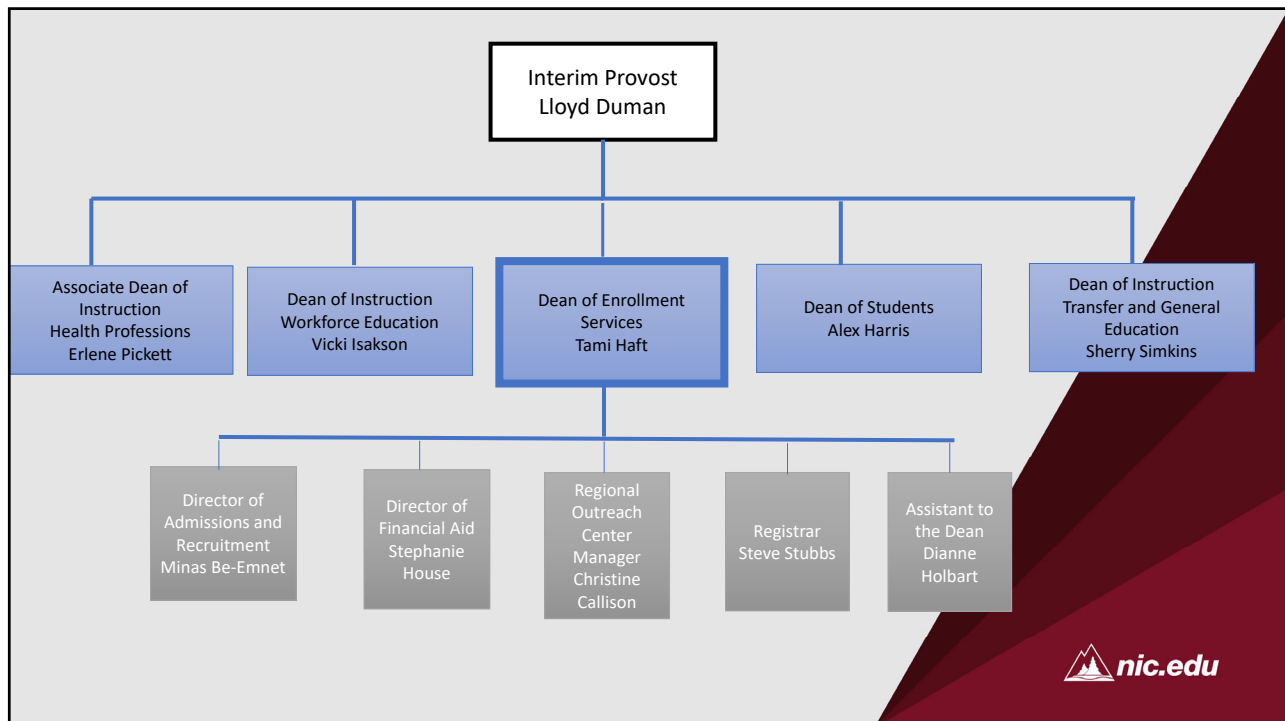 Interim Provost
Lloyd Duman
Associate Dean of
Instruction
Health Professions
Erlene Pickett
Dean of Instruction
Workforce Education
Vicki Isakson
Dean of Enrollment
Services
Tami Haft
Dean of Students
Alex Harris
Dean of Instruction
Transfer and General
Education
Sherry Simkins
Director of
Admissions and
Recruitment
Minas Be-Emnet
Director of
Financial Aid
Stephanie
House
Regional
Outreach
Center
Manager
Christine
Callison
Registrar
Steve Stubbs
Assistant to
the Dean
Dianne
Holbart
nic.edu